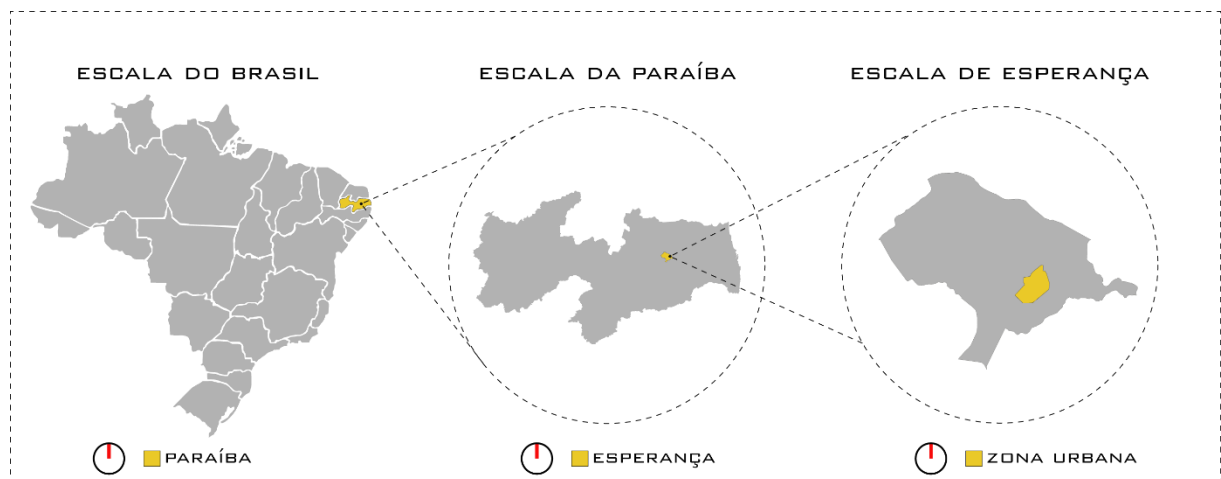 ESCALA DO BRASIL
ESCALA DA PARAÍBA
ESCALA DE ESPERANÇA
PARAÍBA
ESPERANÇA
ZONA URBANA